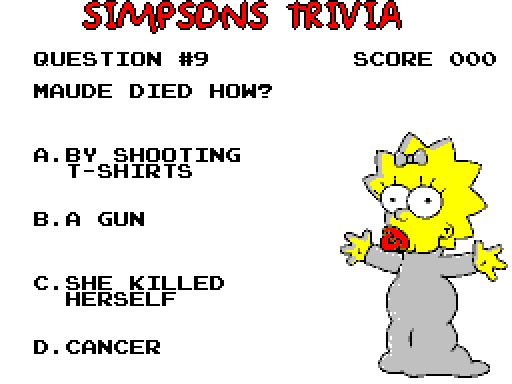 SIMPSONS TRIVIA
QUESTION #9 SCORE 000
MAUDE DIED HOW?
A.BY SHOOTING
T-SHIRTS
B.A GUN
C.SHE KILLED
HERSELF
D.CANCER